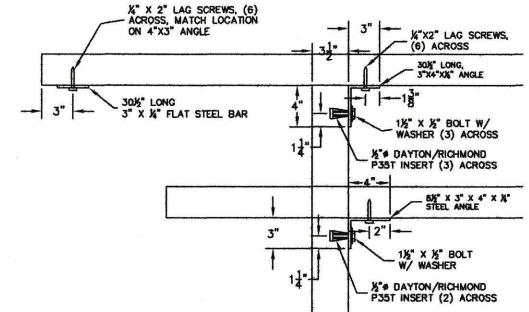 ¼" X 2" LAG SCREWS, (6)
ACROSS, MATCH LOCATION
ON 4"X3" ANGLE
3"
3½"
¼"X2" LAG SCREWS,
(6) ACROSS
30½" LONG,
3"X4"X¼" ANGLE
3"
30½" LONG
3" X ¼" FLAT STEEL BAR
4"
1⅜"
1½" X ½" BOLT W/
WASHER (3) ACROSS
1¼"
½"ø DAYTON/RICHMOND
P35T INSERT (3) ACROSS
4"
5½" X 3" X 4" X ¼"
STEEL ANGLE
3"
2"
1½" X ½" BOLT
W/ WASHER
1¼"
½"ø DAYTON/RICHMOND
P35T INSERT (2) ACROSS